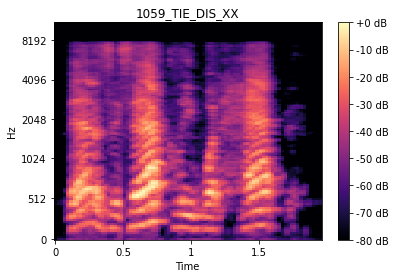 1059_TIE_DIS_XX
+0 dB
8192
-10 dB
4096
-20 dB
-30 dB
2048
-40 dB
Hz
1024
-50 dB
512
-60 dB
-70 dB
0
-80 dB
0
0.5
1
1.5
Time